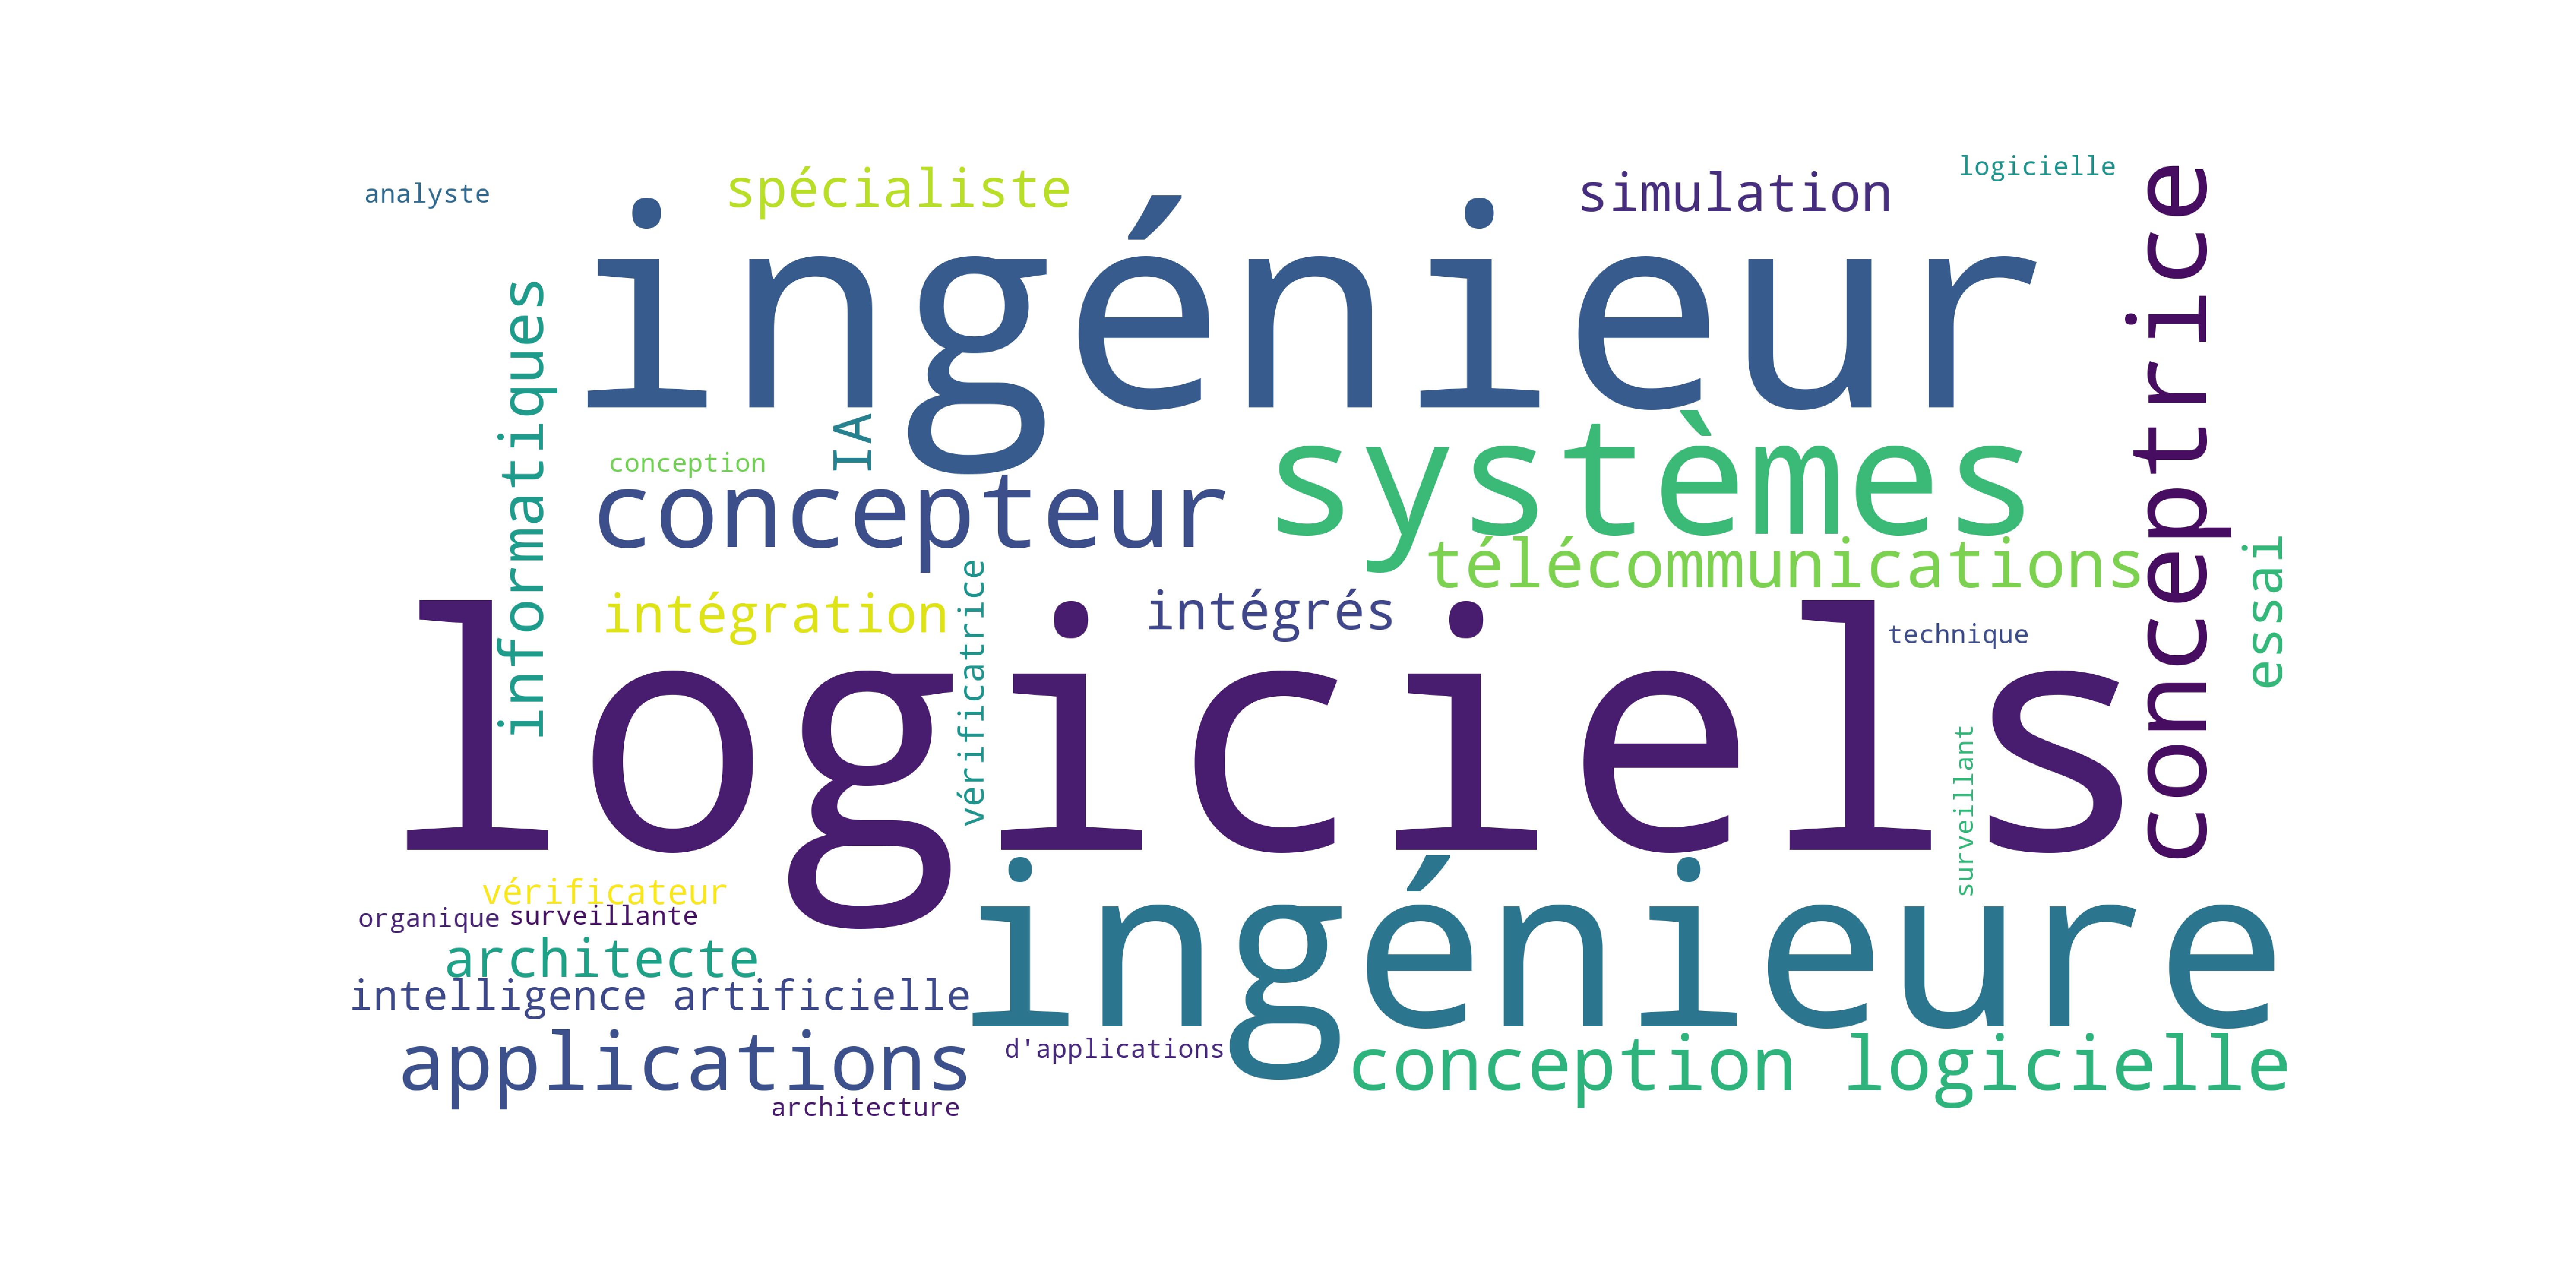 logicielle
analyste
spécialiste
simulation
ingénieur
conceptrice
informatiques
IA
conception
concepteur
systèmes
télécommunications
essai
intégration
vérificatrice
intégrés
technique
logiciels
surveillant
vérificateur
organique
surveillante
ingénieure
architecte
intelligence artificielle
applications
d'applications
conception logicielle
architecture